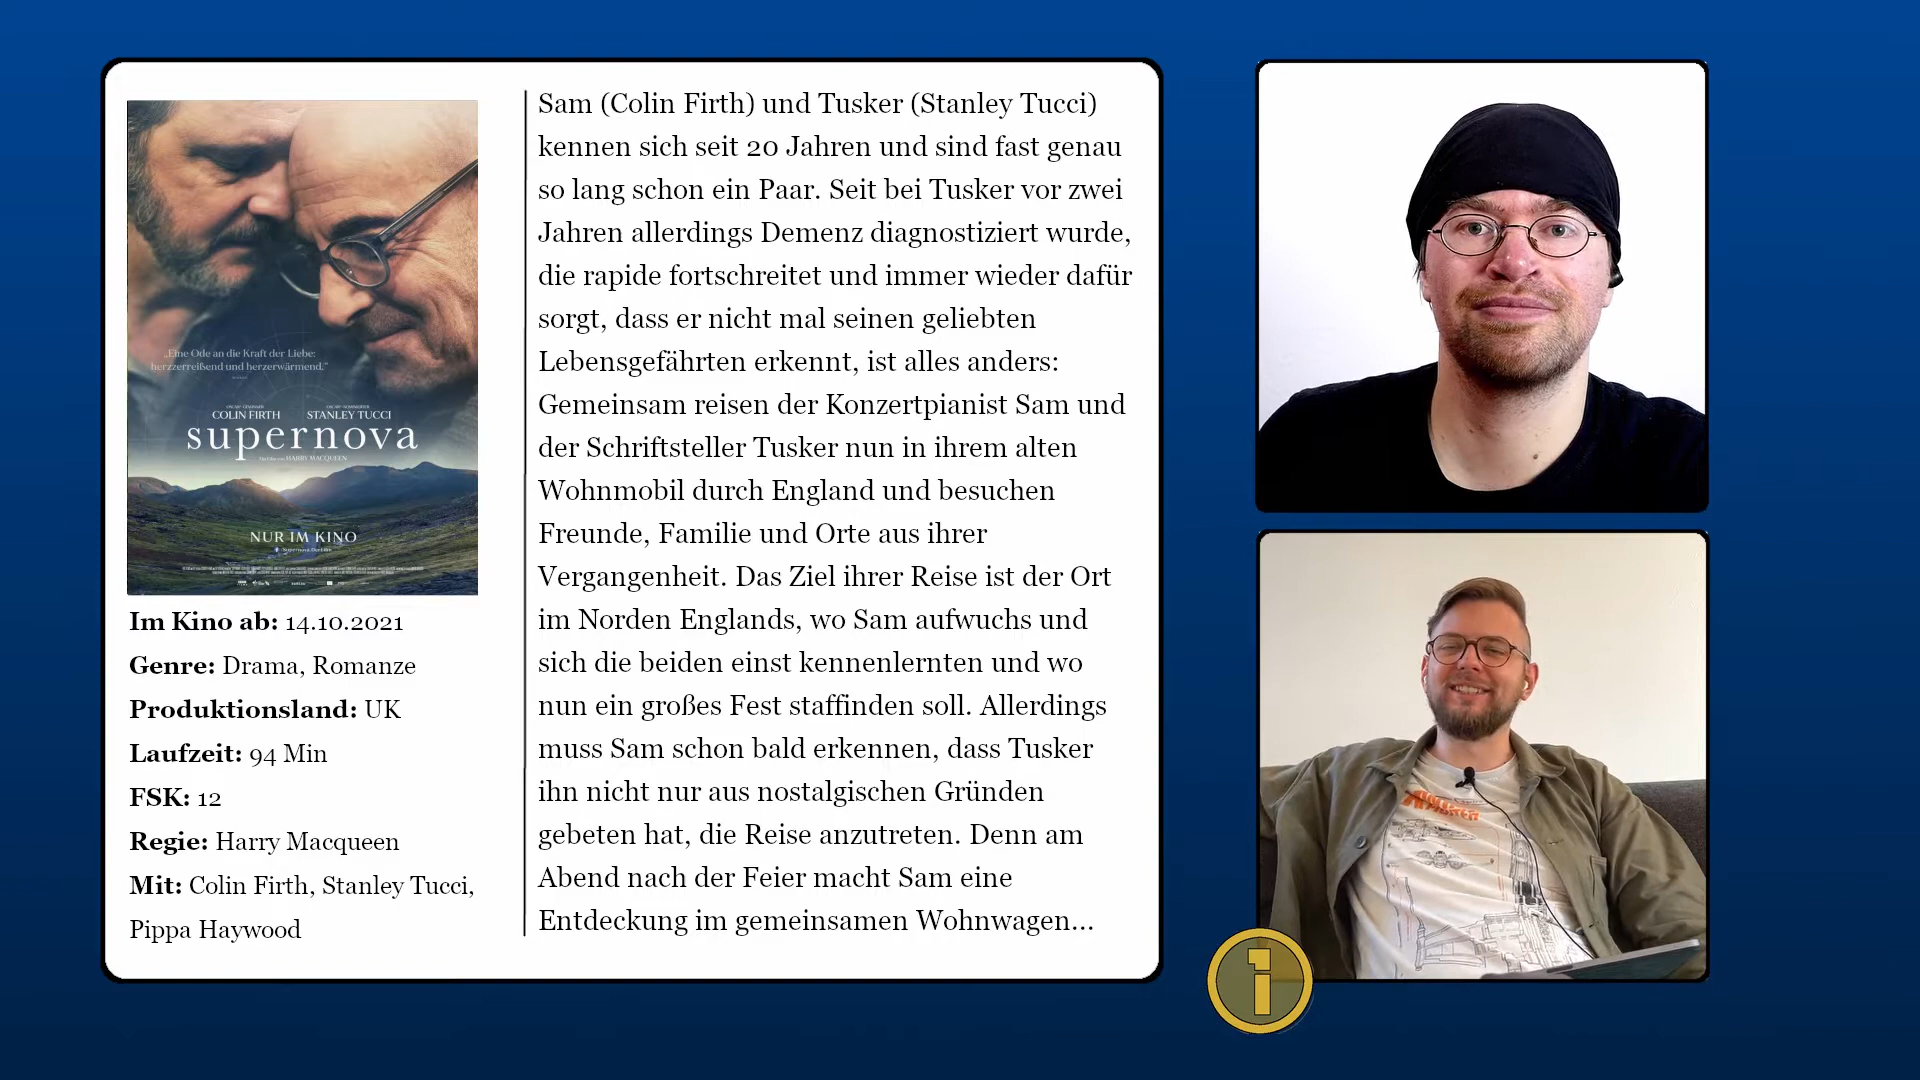 „Eine Ode an die Kraft der Liebe:
herzzerreißend und herzerwärmend.“
COLIN FIRTH STANLEY TUCCI
supernova
HARRY MACQUEEN
NUR IM KINO
Im Kino ab: 14.10.2021
Genre: Drama, Romanze
Produktionsland: UK
Laufzeit: 94 Min
FSK: 12
Regie: Harry Macqueen
Mit: Colin Firth, Stanley Tucci,
Pippa Haywood
Sam (Colin Firth) und Tusker (Stanley Tucci)
kennen sich seit 20 Jahren und sind fast genau
so lang schon ein Paar. Seit bei Tusker vor zwei
Jahren allerdings Demenz diagnostiziert wurde,
die rapide fortschreitet und immer wieder dafür
sorgt, dass er nicht mal seinen geliebten
Lebensgefährten erkennt, ist alles anders:
Gemeinsam reisen der Konzertpianist Sam und
der Schriftsteller Tusker nun in ihrem alten
Wohnmobil durch England und besuchen
Freunde, Familie und Orte aus ihrer
Vergangenheit. Das Ziel ihrer Reise ist der Ort
im Norden Englands, wo Sam aufwuchs und
sich die beiden einst kennenlernten und wo
nun ein großes Fest staffinden soll. Allerdings
muss Sam schon bald erkennen, dass Tusker
ihn nicht nur aus nostalgischen Gründen
gebeten hat, die Reise anzutreten. Denn am
Abend nach der Feier macht Sam eine
Entdeckung im gemeinsamen Wohnwagen...
1